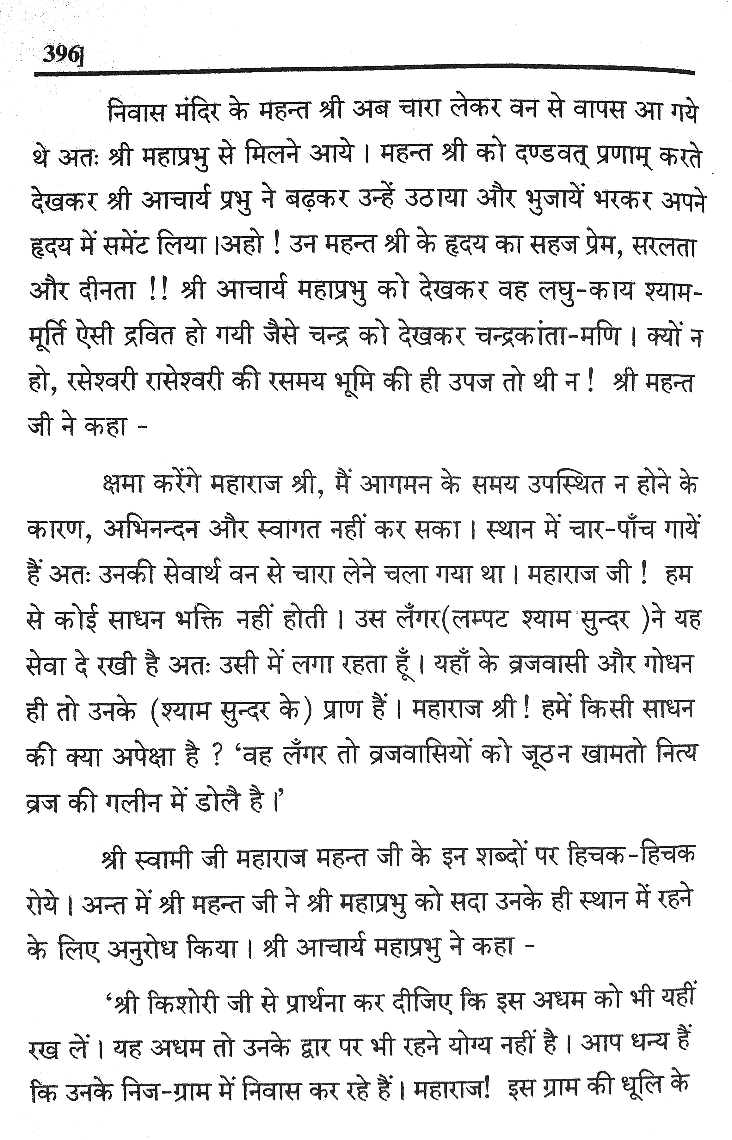 396]
निवास मंदिर के महन्त श्री अब चारा लेकर वन से वापस आ गये
थे अतः श्री महाप्रभु से मिलने आये । महन्त श्री को दण्डवत् प्रणाम् करते
देखकर श्री आचार्य प्रभु ने बढ़कर उन्हें उठाया और भुजायें भरकर अपने
हृदय में समेंट लिया ।अहो ! उन महन्त श्री के हृदय का सहज प्रेम, सरलता
और दीनता !! श्री आचार्य महाप्रभु को देखकर वह लघु-काय श्याम-
मूर्ति ऐसी द्रवित हो गयी जैसे चन्द्र को देखकर चन्द्रकांता-मणि । क्यों न
हो, रसेश्वरी रासेश्वरी की रसमय भूमि की ही उपज तो थी न ! श्री महन्त
जी ने कहा -
क्षमा करेंगे महाराज श्री, मैं आगमन के समय उपस्थित न होने के
कारण, अभिनन्दन और स्वागत नहीं कर सका । स्थान में चार-पाँच गायें
हैं अतः उनकी सेवार्थ वन से चारा लेने चला गया था । महाराज जी ! हम
से कोई साधन भक्ति नहीं होती । उस लँगर(लम्पट श्याम सुन्दर )ने यह
सेवा दे रखी है अतः उसी में लगा रहता हूँ । यहाँ के व्रजवासी और गोधन
ही तो उनके (श्याम सुन्दर के) प्राण हैं । महाराज श्री ! हमें किसी साधन
की क्या अपेक्षा है ? ‘वह लँगर तो व्रजवासियों को जूठन खामतो नित्य
व्रज की गलीन में डोलै है ।’
श्री स्वामी जी महाराज महन्त जी के इन शब्दों पर हिचक-हिचक
रोये । अन्त में श्री महन्त जी ने श्री महाप्रभु को सदा उनके ही स्थान में रहने
के लिए अनुरोध किया । श्री आचार्य महाप्रभु ने कहा -
‘श्री किशोरी जी से प्रार्थना कर दीजिए कि इस अधम को भी यहीं
रख लें । यह अधम तो उनके द्वार पर भी रहने योग्य नहीं है । आप धन्य हैं
कि उनके निज-ग्राम में निवास कर रहे हैं । महाराज! इस ग्राम की धूलि के